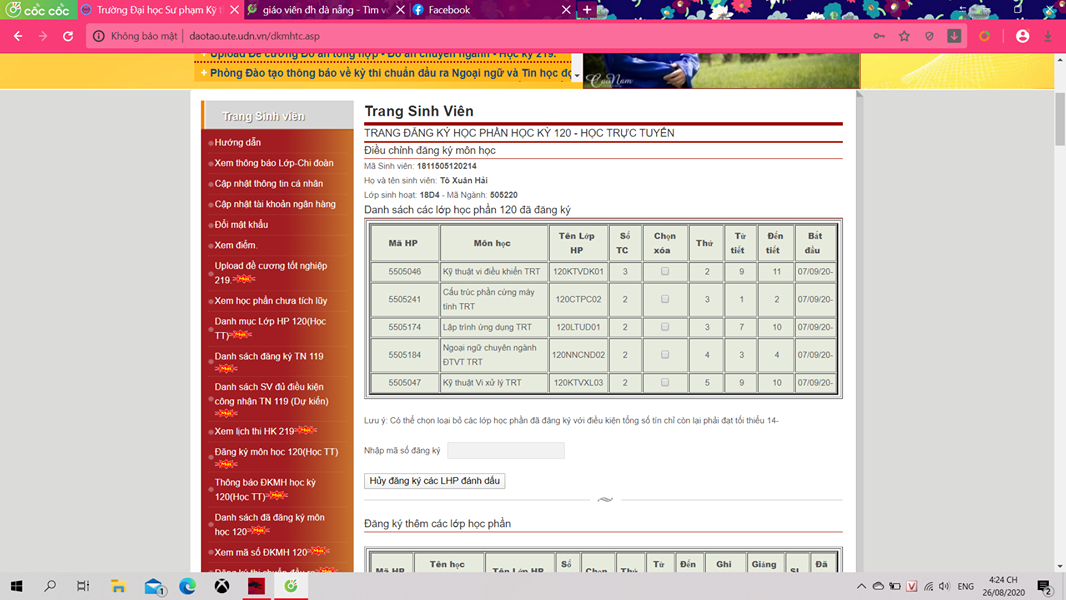 cốc cốc
Trường Đại học Sư phạm Kỹ t
giáo viên đh đà nẵng - Tìm v
Facebook
Không bảo mật
daotao.ute.udn.vn/dkmhtc.asp
Upload Đề cương Đồ án tổng hợp - Đồ án chuyên ngành - Học kỳ 219.
Phòng Đào tạo thông báo về kỳ thi chuẩn đầu ra Ngoại ngữ và Tin học đọ
Trang Sinh viên
Hướng dẫn
Xem thông báo Lớp-Chi đoàn
Cập nhật thông tin cá nhân
Cập nhật tài khoản ngân hàng
Đổi mật khẩu
Xem điểm.
Upload đề cương tốt nghiệp
219.
Xem học phần chưa tích lũy
Danh mục Lớp HP 120(Học
TT)
Danh sách đăng ký TN 119
Danh sách SV đủ điều kiện
công nhận TN 119 (Dự kiến)
Xem lịch thi HK 219
Đăng ký môn học 120(Học TT)
Thông báo ĐKMH học kỳ
120(Học TT)
Danh sách đã đăng ký môn
học 120
Xem mã số ĐKMH 120
Đăng ký thi chuẩn đầu ra
Trang Sinh Viên
TRANG ĐĂNG KÝ HỌC PHẦN HỌC KỲ 120 - HỌC TRỰC TUYẾN
Điều chỉnh đăng ký môn học
Mã Sinh viên: 1811505120214
Họ và tên sinh viên: Tô Xuân Hải
Lớp sinh hoạt: 18D4 - Mã Ngành: 505220
Danh sách các lớp học phần 120 đã đăng ký
Mã HP Môn học Tên Lớp HP Số TC Chọn xóa Thứ Từ tiết Đến tiết Bắt đầu
5505046 Kỹ thuật vi điều khiển TRT 120KTVDK01 3 2 9 11 07/09/20-
5505241 Cấu trúc phần cứng máy tính TRT 120CTPC02 2 3 1 2 07/09/20-
5505174 Lập trình ứng dụng TRT 120LTUD01 2 3 7 10 07/09/20-
5505184 Ngoại ngữ chuyên ngành ĐTVT TRT 120NNCND02 2 4 3 4 07/09/20-
5505047 Kỹ thuật Vi xử lý TRT 120KTVXL03 2 5 9 10 07/09/20-
Lưu ý: Có thể chọn loại bỏ các lớp học phần đã đăng ký với điều kiện tổng số tín chỉ còn lại phải đạt tối thiểu 14-
Nhập mã số đăng ký
Hủy đăng ký các LHP đánh dấu
Đăng ký thêm các lớp học phần
Mã HP Tên học Tên Lớp HP Số Chọn Thứ Từ Đến Ghi Giảng SL Đã
ENG
4:24 CH
26/08/2020